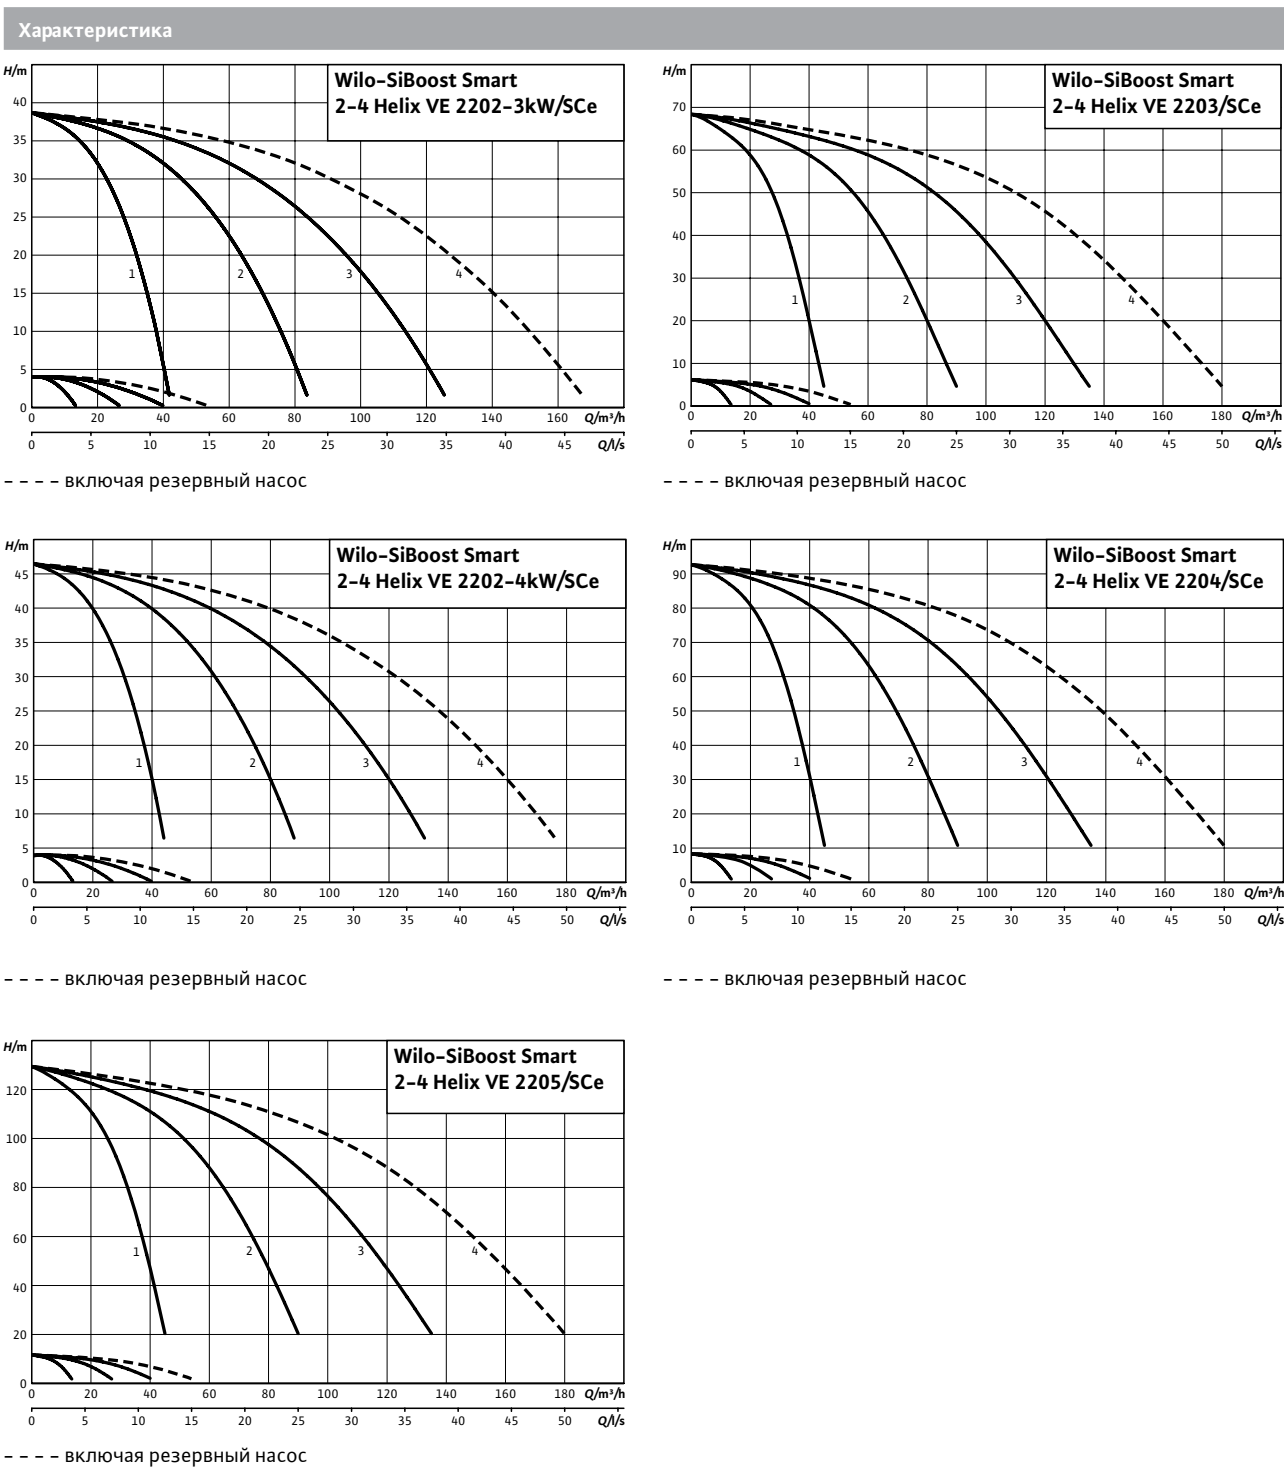 Характеристика
H/m
Wilo-SiBoost Smart
2-4 Helix VE 2202-3kW/SCe
40
35
30
25
20
15
10
5
0
1
2
3
4
0 20 40 60 80 100 120 140 160 Q/m³/h
0 5 10 15 20 25 30 35 40 45 Q/l/s
– – – – включая резервный насос
H/m
Wilo-SiBoost Smart
2-4 Helix VE 2203/SCe
70
60
50
40
30
20
10
0
1
2
3
4
0 20 40 60 80 100 120 140 160 180 Q/m³/h
0 5 10 15 20 25 30 35 40 45 50 Q/l/s
– – – – включая резервный насос
H/m
Wilo-SiBoost Smart
2-4 Helix VE 2202-4kW/SCe
45
40
35
30
25
20
15
10
5
0
1
2
3
4
0 20 40 60 80 100 120 140 160 180 Q/m³/h
0 5 10 15 20 25 30 35 40 45 50 Q/l/s
– – – – включая резервный насос
H/m
Wilo-SiBoost Smart
2-4 Helix VE 2204/SCe
90
80
70
60
50
40
30
20
10
0
1
2
3
4
0 20 40 60 80 100 120 140 160 180 Q/m³/h
0 5 10 15 20 25 30 35 40 45 50 Q/l/s
– – – – включая резервный насос
H/m
Wilo-SiBoost Smart
2-4 Helix VE 2205/SCe
120
100
80
60
40
20
0
1
2
3
4
0 20 40 60 80 100 120 140 160 180 Q/m³/h
0 5 10 15 20 25 30 35 40 45 50 Q/l/s
– – – – включая резервный насос